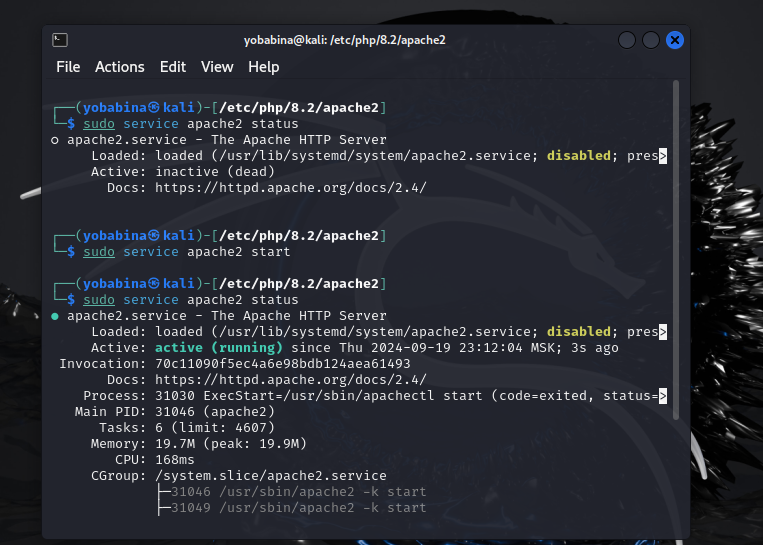 yobabina@kali: /etc/php/8.2/apache2
File Actions Edit View Help
┌──(yobabina㉿kali)-[/etc/php/8.2/apache2]
└─$ sudo service apache2 status
○ apache2.service - The Apache HTTP Server
Loaded: loaded (/usr/lib/systemd/system/apache2.service; disabled; pres>
Active: inactive (dead)
Docs: https://httpd.apache.org/docs/2.4/
┌──(yobabina㉿kali)-[/etc/php/8.2/apache2]
└─$ sudo service apache2 start
┌──(yobabina㉿kali)-[/etc/php/8.2/apache2]
└─$ sudo service apache2 status
● apache2.service - The Apache HTTP Server
Loaded: loaded (/usr/lib/systemd/system/apache2.service; disabled; pres>
Active: active (running) since Thu 2024-09-19 23:12:04 MSK; 3s ago
Invocation: 70c11090f5ec4a6e98bdb124aea61493
Docs: https://httpd.apache.org/docs/2.4/
Process: 31030 ExecStart=/usr/sbin/apachectl start (code=exited, status=>
Main PID: 31046 (apache2)
Tasks: 6 (limit: 4607)
Memory: 19.7M (peak: 19.9M)
CPU: 168ms
CGroup: /system.slice/apache2.service
├─31046 /usr/sbin/apache2 -k start
├─31049 /usr/sbin/apache2 -k start